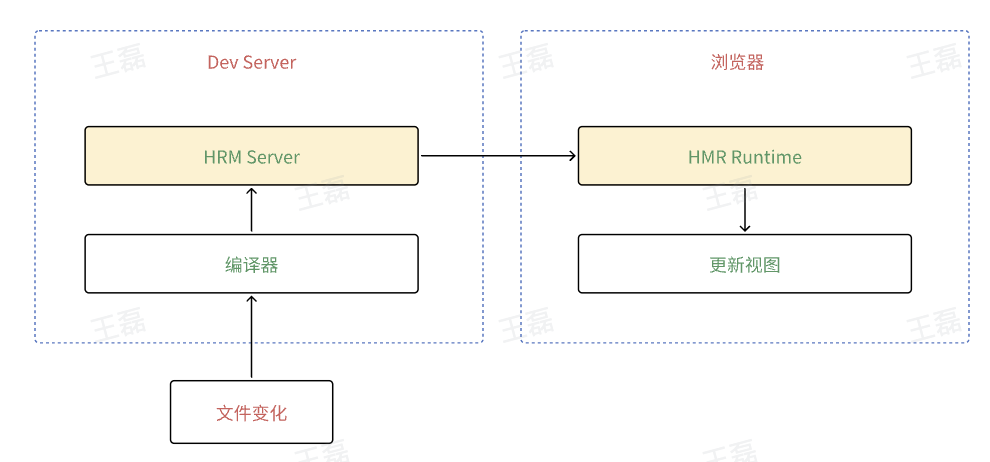 Dev Server
浏览器
HRM Server
HMR Runtime
编译器
更新视图
文件变化
王磊
王磊
王磊
王磊
王磊
王磊
王磊
王磊
王磊
王磊